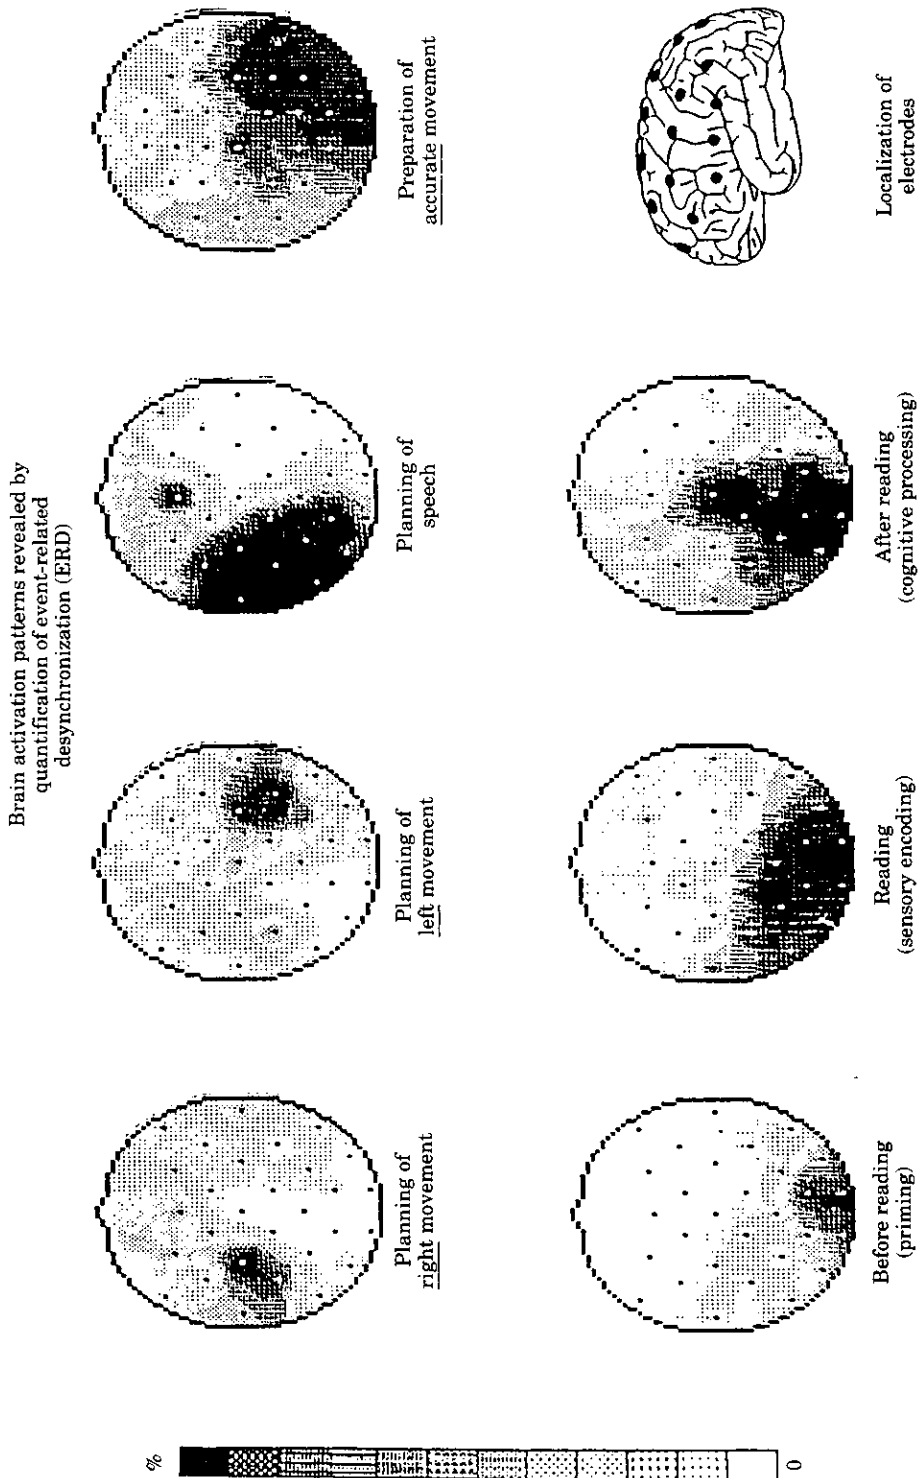 Brain activation patterns revealed by
quantification of event-related
desynchronization (ERD)
%
0
Planning of
right movement
Planning of
left movement
Planning of
speech
Preparation of
accurate movement
Before reading
(priming)
Reading
(sensory encoding)
After reading
(cognitive processing)
Localization of
electrodes